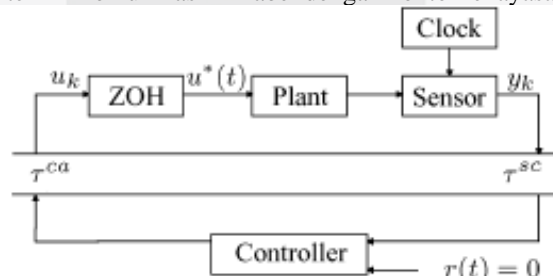 Clock
u_k
ZOH
u^*(t)
Plant
Sensor
y_k
τ^{ca}
τ^{sc}
Controller
r(t) = 0